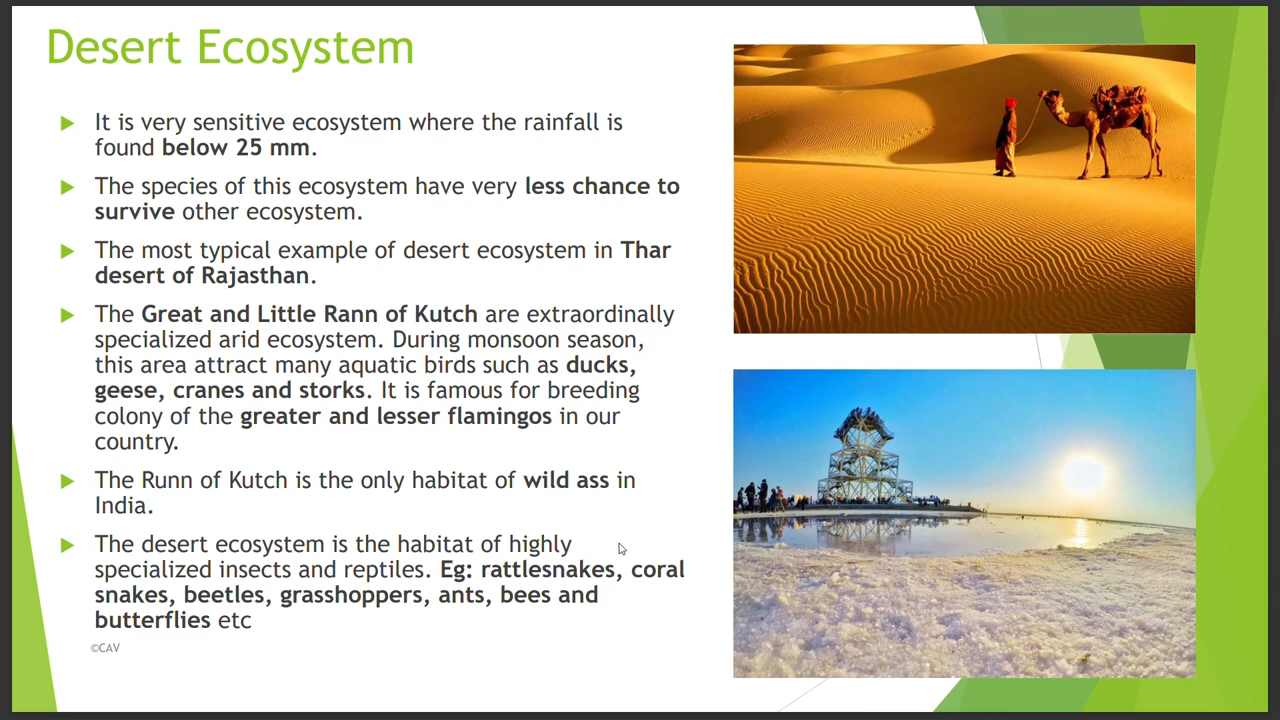 Desert Ecosystem
It is very sensitive ecosystem where the rainfall is
found below 25 mm.
The species of this ecosystem have very less chance to
survive other ecosystem.
The most typical example of desert ecosystem in Thar
desert of Rajasthan.
The Great and Little Rann of Kutch are extraordinally
specialized arid ecosystem. During monsoon season,
this area attract many aquatic birds such as ducks,
geese, cranes and storks. It is famous for breeding
colony of the greater and lesser flamingos in our
country.
The Runn of Kutch is the only habitat of wild ass in
India.
The desert ecosystem is the habitat of highly
specialized insects and reptiles. Eg: rattlesnakes, coral
snakes, beetles, grasshoppers, ants, bees and
butterflies etc
©CAV